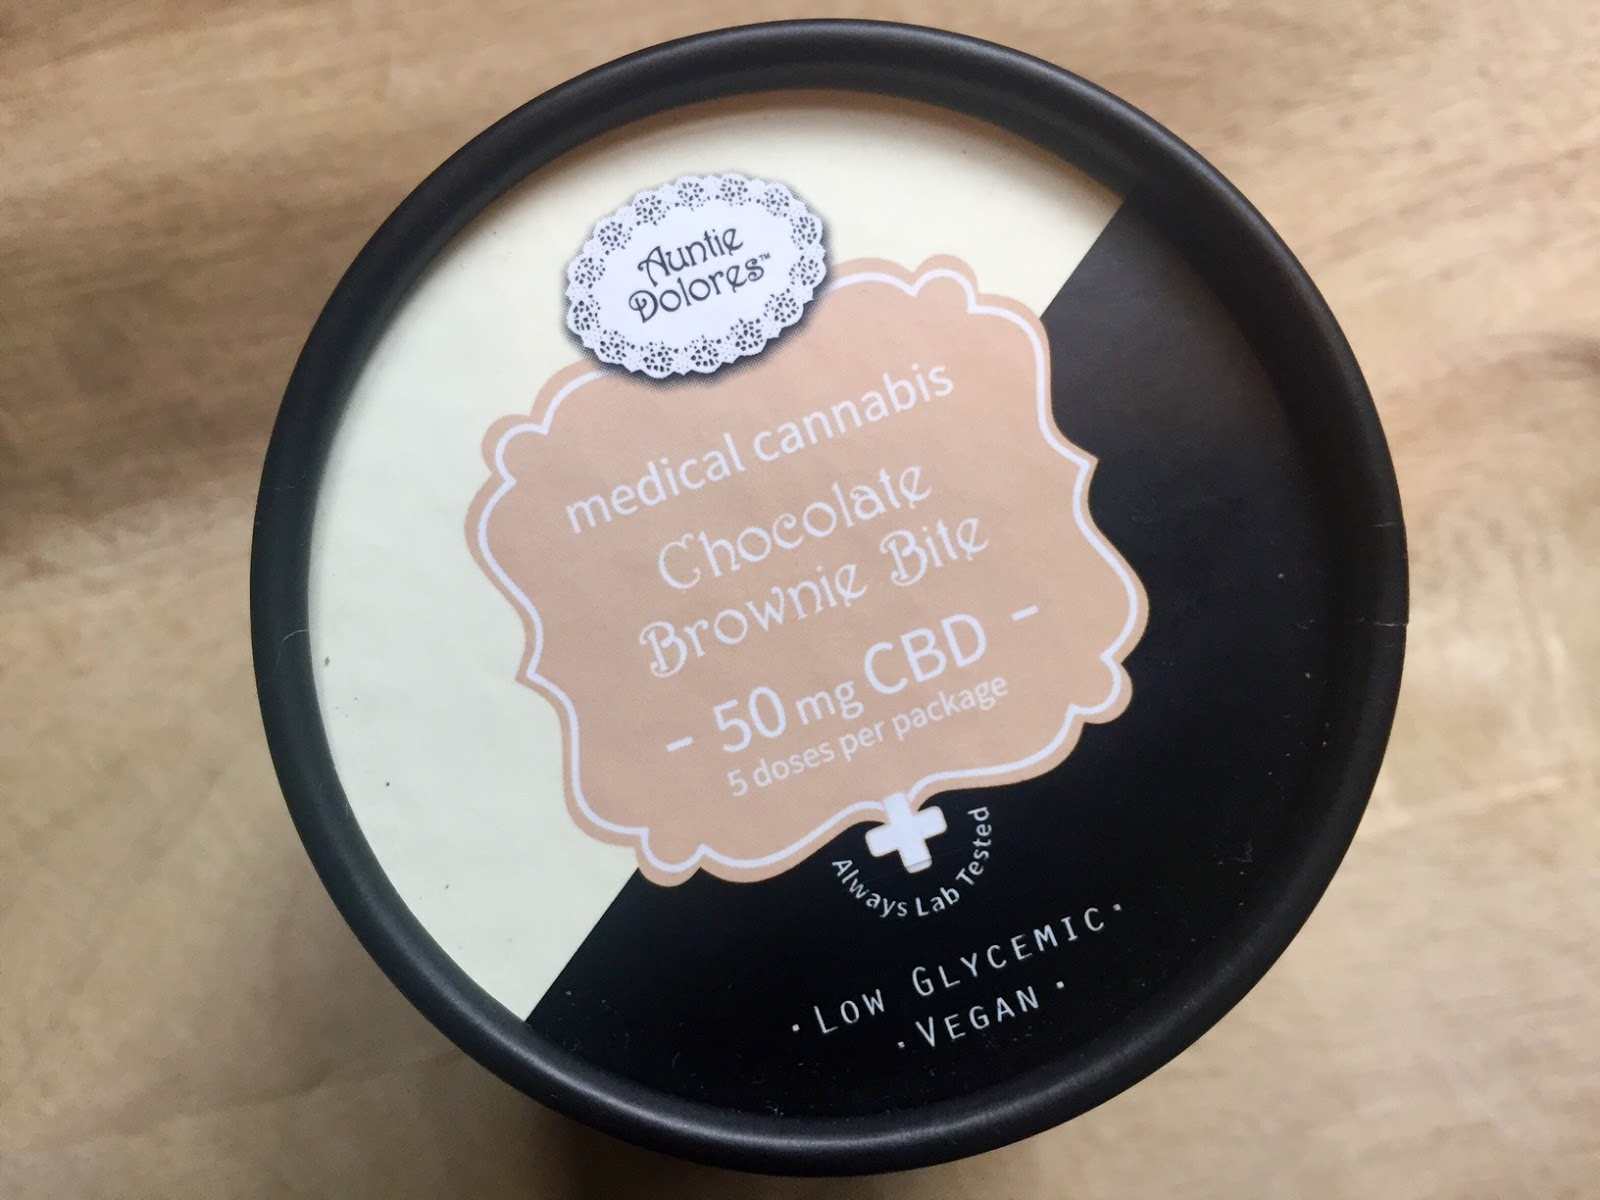 Auntie
Dolores™
medical cannabis
Chocolate
Brownie Bite
- 50 mg CBD -
5 doses per package
Always Lab Tested
· LOW GLYCEMIC ·
· VEGAN ·